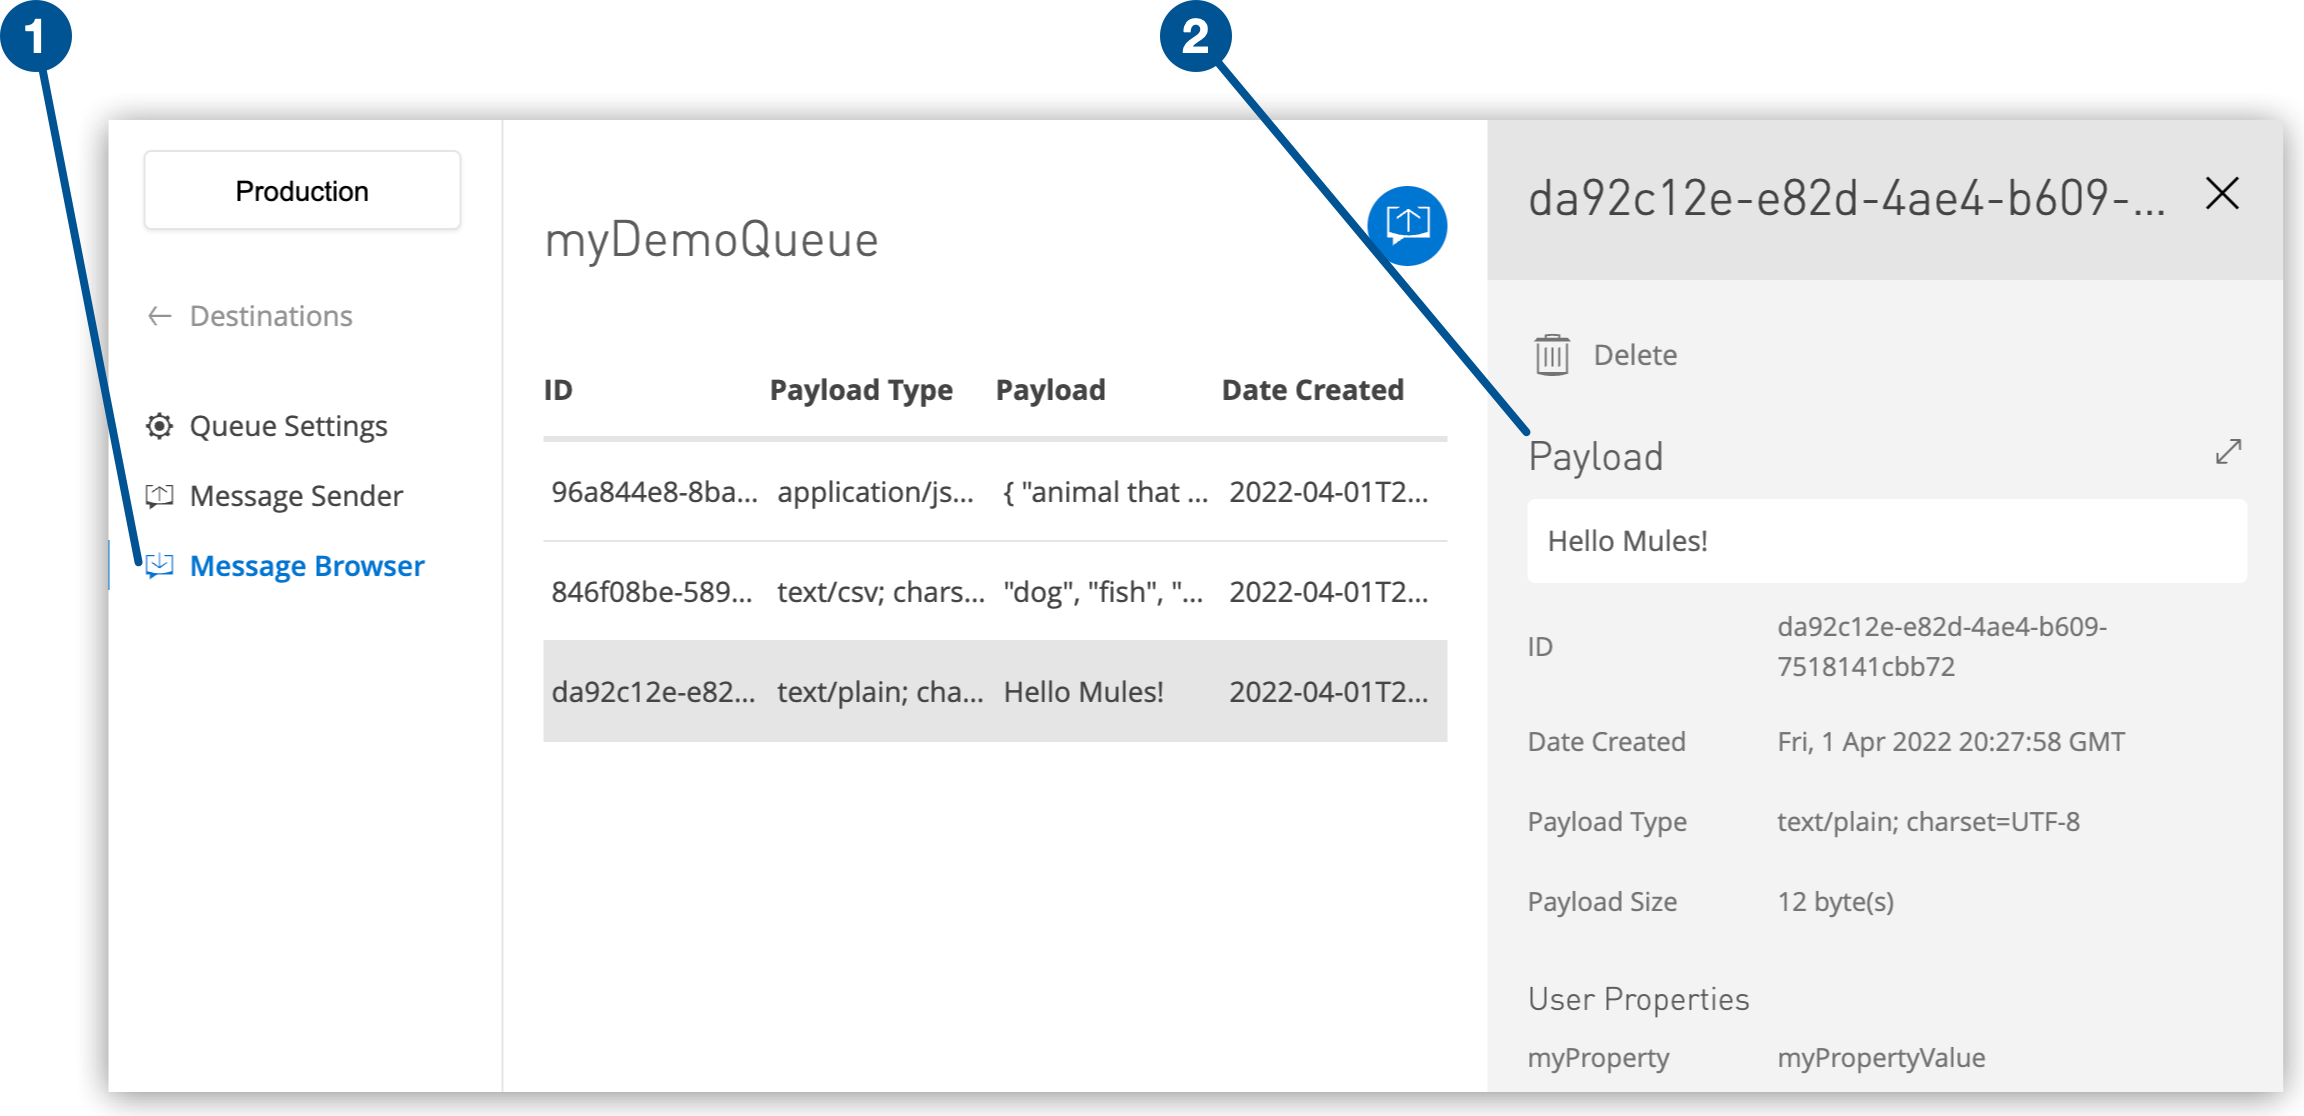 1
2
Production
Destinations
Queue Settings
Message Sender
Message Browser
myDemoQueue
ID Payload Type Payload Date Created
96a844e8-8ba... application/js... { "animal that ... 2022-04-01T2...
846f08be-589... text/csv; chars... "dog", "fish", "... 2022-04-01T2...
da92c12e-e82... text/plain; cha... Hello Mules! 2022-04-01T2...
da92c12e-e82d-4ae4-b609-...
Delete
Payload
Hello Mules!
ID da92c12e-e82d-4ae4-b609-
7518141cbb72
Date Created Fri, 1 Apr 2022 20:27:58 GMT
Payload Type text/plain; charset=UTF-8
Payload Size 12 byte(s)
User Properties
myProperty myPropertyValue